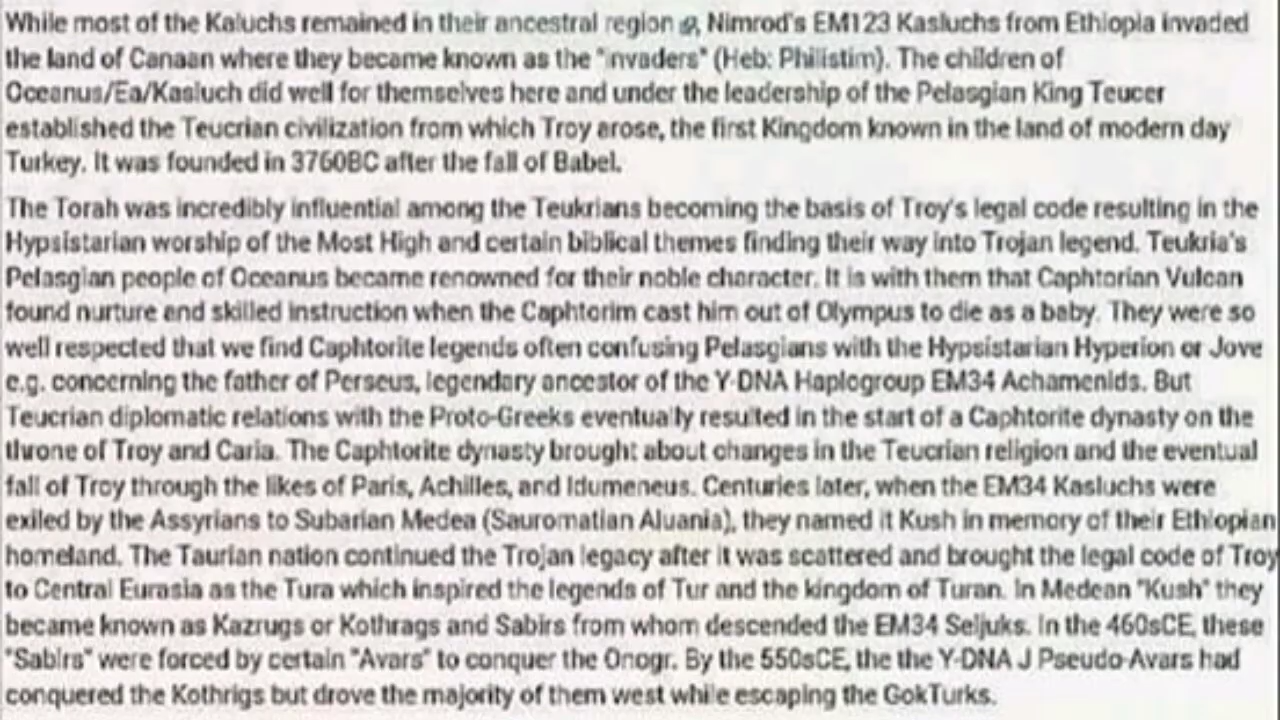 While most of the Kaluchs remained in their ancestral region, Nimrod's EM123 Kasluchs from Ethiopia invaded
the land of Canaan where they became known as the "invaders" (Heb: Philistim). The children of
Oceanus/Ea/Kasluch did well for themselves here and under the leadership of the Pelasgian King Teucer
established the Teucrian civilization from which Troy arose, the first Kingdom known in the land of modern day
Turkey. It was founded in 3760BC after the fall of Babel.
The Torah was incredibly influential among the Teukrians becoming the basis of Troy's legal code resulting in the
Hypsistarian worship of the Most High and certain biblical themes finding their way into Trojan legend. Teukria's
Pelasgian people of Oceanus became renowned for their noble character. It is with them that Caphtorian Vulcan
found nurture and skilled instruction when the Caphtorim cast him out of Olympus to die as a baby. They were so
well respected that we find Caphtorite legends often confusing Pelasgians with the Hypsistarian Hyperion or Jove
e.g. concerning the father of Perseus, legendary ancestor of the Y-DNA Haplogroup EM34 Achamenids. But
Teucrian diplomatic relations with the Proto-Greeks eventually resulted in the start of a Caphtorite dynasty on the
throne of Troy and Caria. The Caphtorite dynasty brought about changes in the Teucrian religion and the eventual
fall of Troy through the likes of Paris, Achilles, and Idumeneus. Centuries later, when the EM34 Kasluchs were
exiled by the Assyrians to Subarian Medea (Sauromatian Aluania), they named it Kush in memory of their Ethiopian
homeland. The Taurian nation continued the Trojan legacy after it was scattered and brought the legal code of Troy
to Central Eurasia as the Tura which inspired the legends of Tur and the kingdom of Turan. In Medean "Kush" they
became known as Kazrugs or Kothrags and Sabirs from whom descended the EM34 Seljuks. In the 460sCE, these
"Sabirs" were forced by certain "Avars" to conquer the Onogr. By the 550sCE, the the Y-DNA J Pseudo-Avars had
conquered the Kothrigs but drove the majority of them west while escaping the GokTurks.